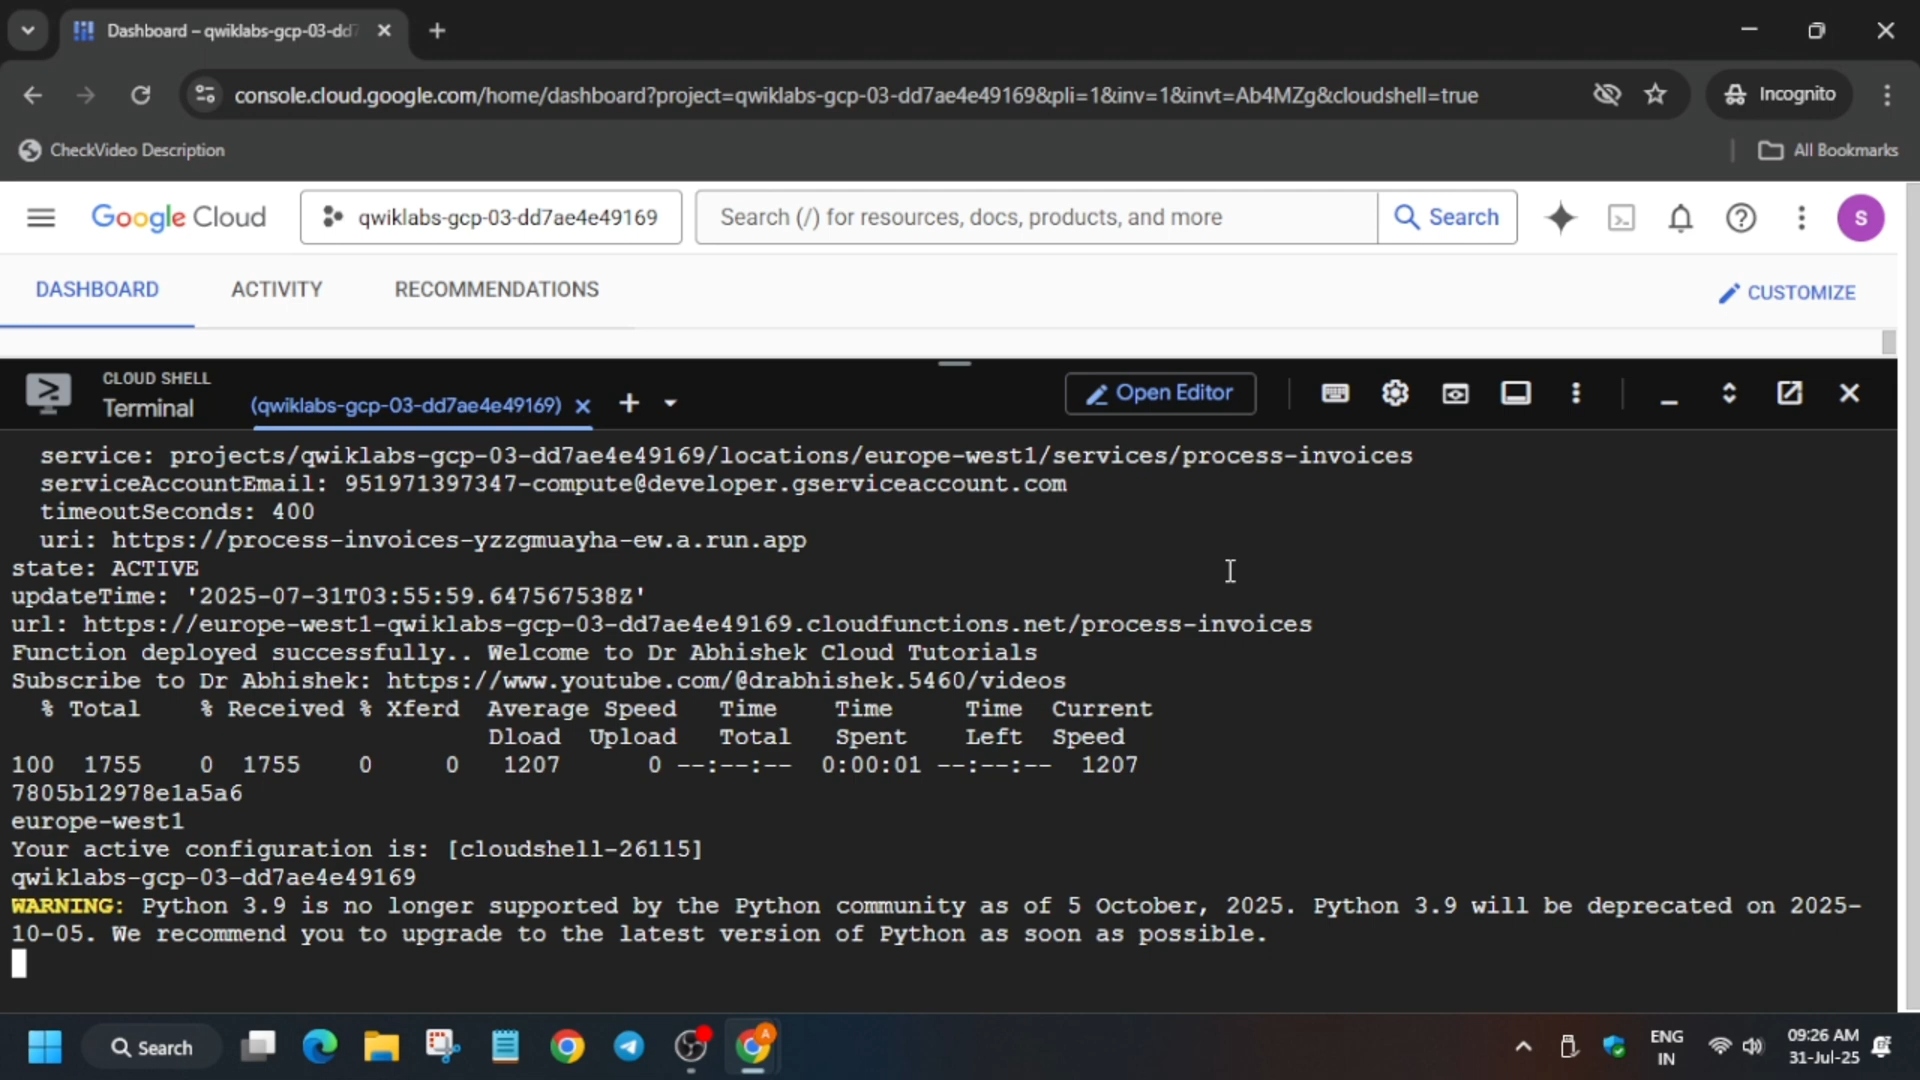 Dashboard – qwiklabs-gcp-03-dd7
console.cloud.google.com/home/dashboard?project=qwiklabs-gcp-03-dd7ae4e49169&pli=1&inv=1&invt=Ab4MZg&cloudshell=true
Incognito
CheckVideo Description
All Bookmarks
Google Cloud
qwiklabs-gcp-03-dd7ae4e49169
Search (/) for resources, docs, products, and more
Search
S
DASHBOARD
ACTIVITY
RECOMMENDATIONS
CUSTOMIZE
CLOUD SHELL
Terminal
(qwiklabs-gcp-03-dd7ae4e49169)
Open Editor
service: projects/qwiklabs-gcp-03-dd7ae4e49169/locations/europe-west1/services/process-invoices
serviceAccountEmail: 951971397347-compute@developer.gserviceaccount.com
timeoutSeconds: 400
uri: https://process-invoices-yzzgmuayha-ew.a.run.app
state: ACTIVE
updateTime: '2025-07-31T03:55:59.647567538Z'
url: https://europe-west1-qwiklabs-gcp-03-dd7ae4e49169.cloudfunctions.net/process-invoices
Function deployed successfully.. Welcome to Dr Abhishek Cloud Tutorials
Subscribe to Dr Abhishek: https://www.youtube.com/@drabhishek.5460/videos
% Total % Received % Xferd Average Speed Time Time Time Current
Dload Upload Total Spent Left Speed
100 1755 0 1755 0 0 1207 0 --:--:-- 0:00:01 --:--:-- 1207
7805b12978e1a5a6
europe-west1
Your active configuration is: [cloudshell-26115]
qwiklabs-gcp-03-dd7ae4e49169
WARNING: Python 3.9 is no longer supported by the Python community as of 5 October, 2025. Python 3.9 will be deprecated on 2025-
10-05. We recommend you to upgrade to the latest version of Python as soon as possible.
Search
A
ENG
IN
09:26 AM
31-Jul-25